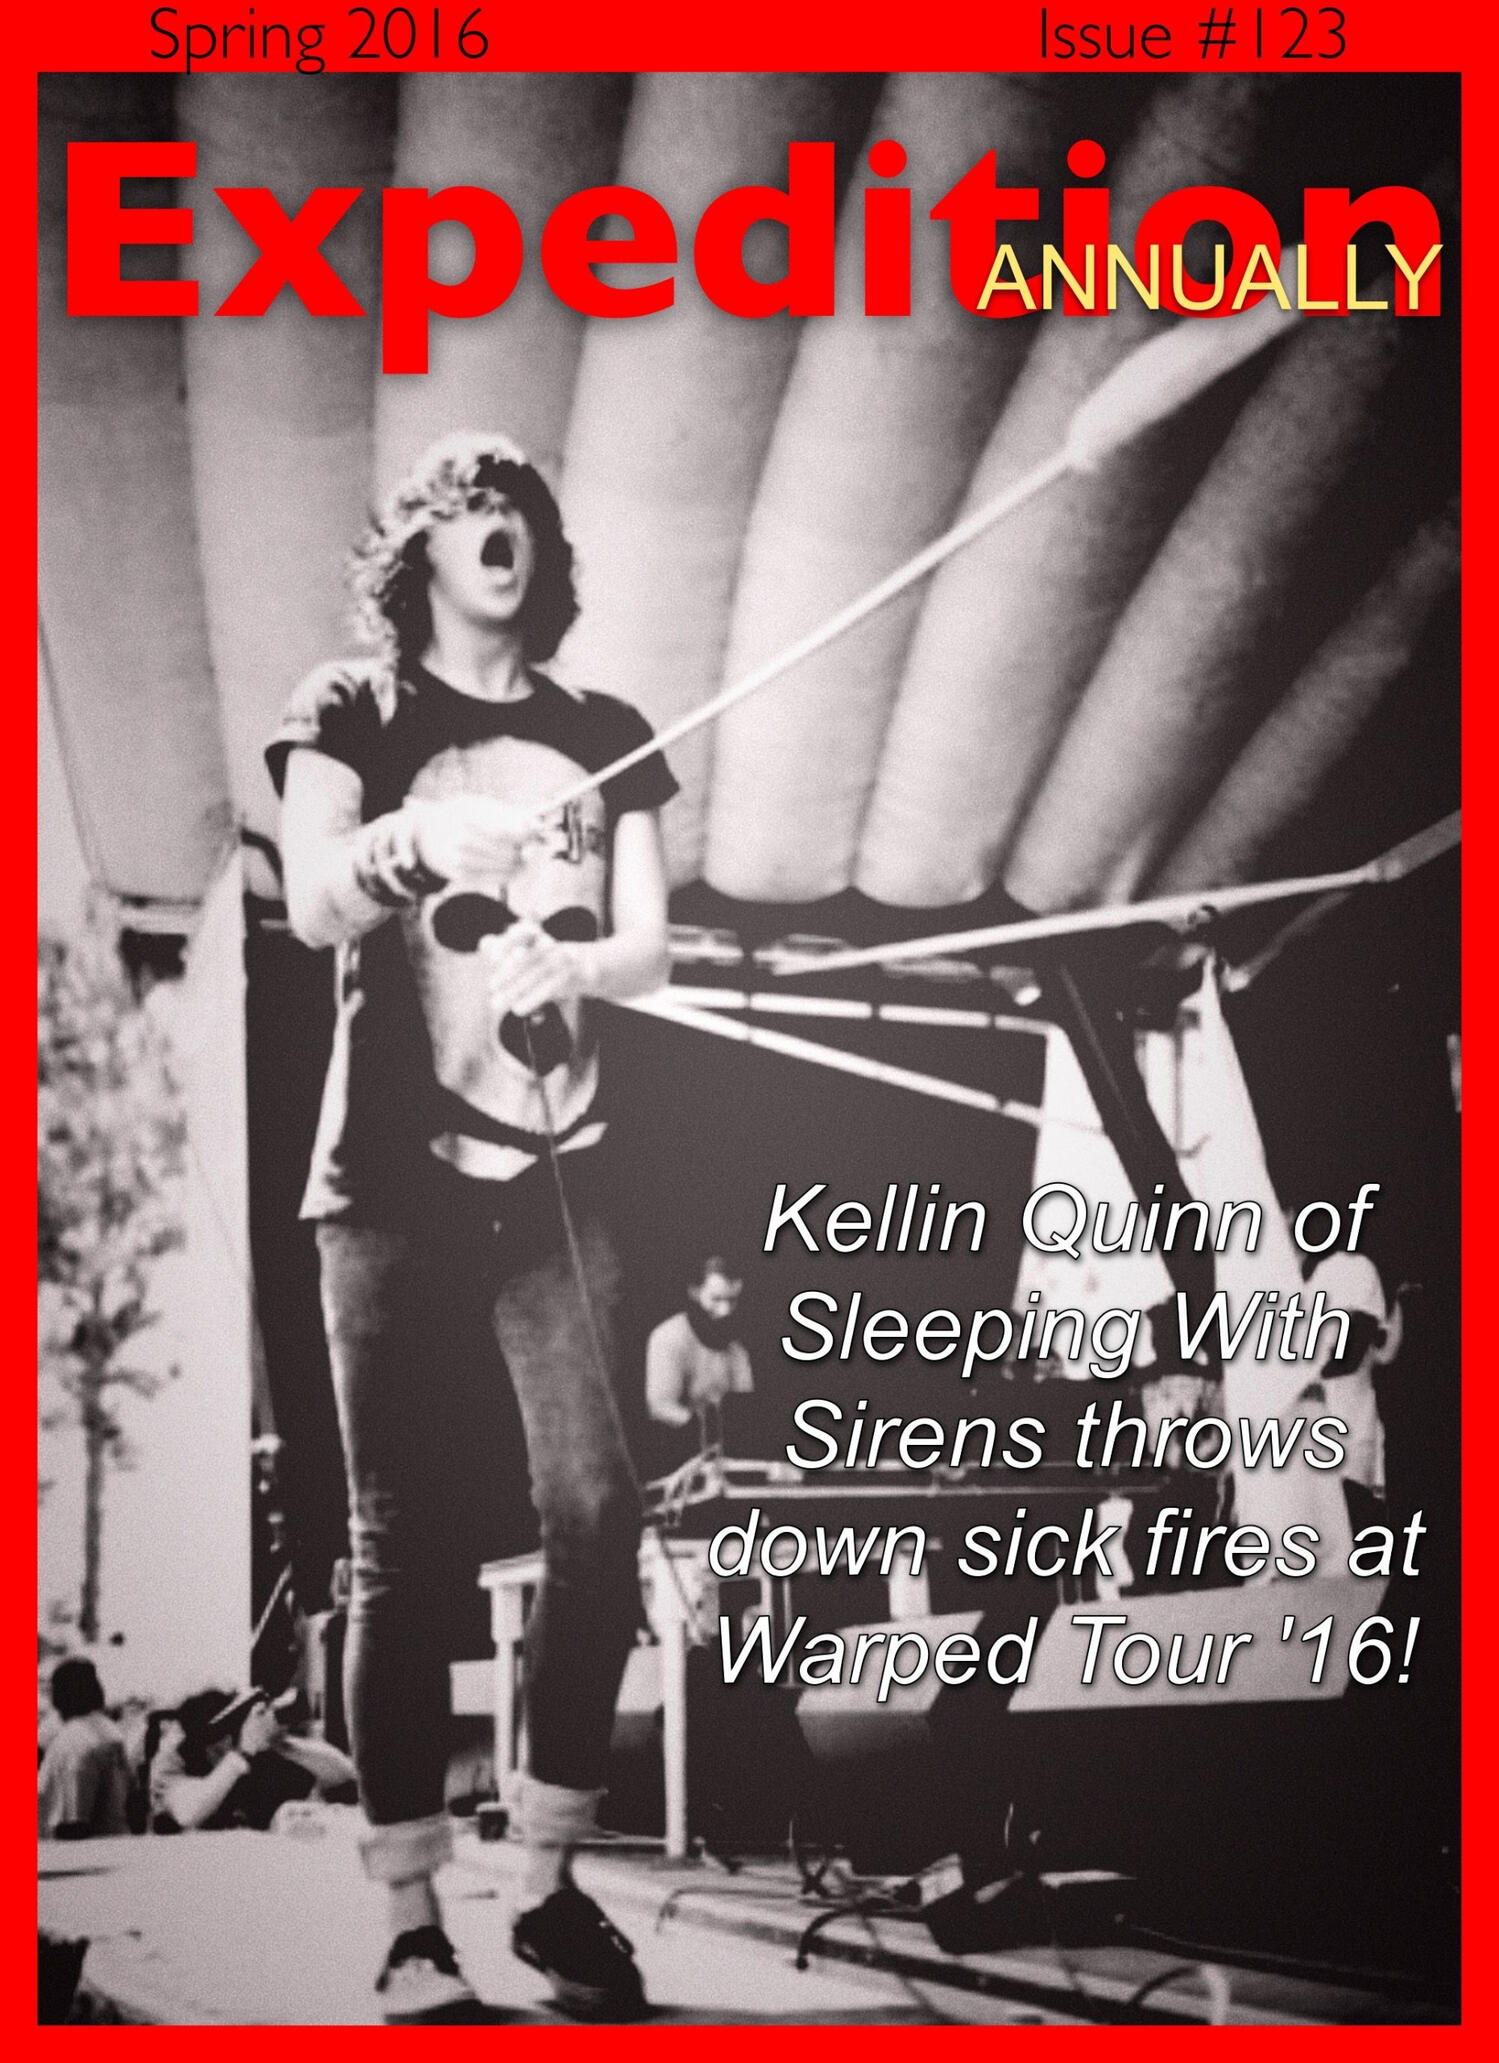 Spring 2016 Issue #123
Expedition
ANNUALLY
Kellin Quinn of
Sleeping With
Sirens throws
down sick fires at
Warped Tour '16!